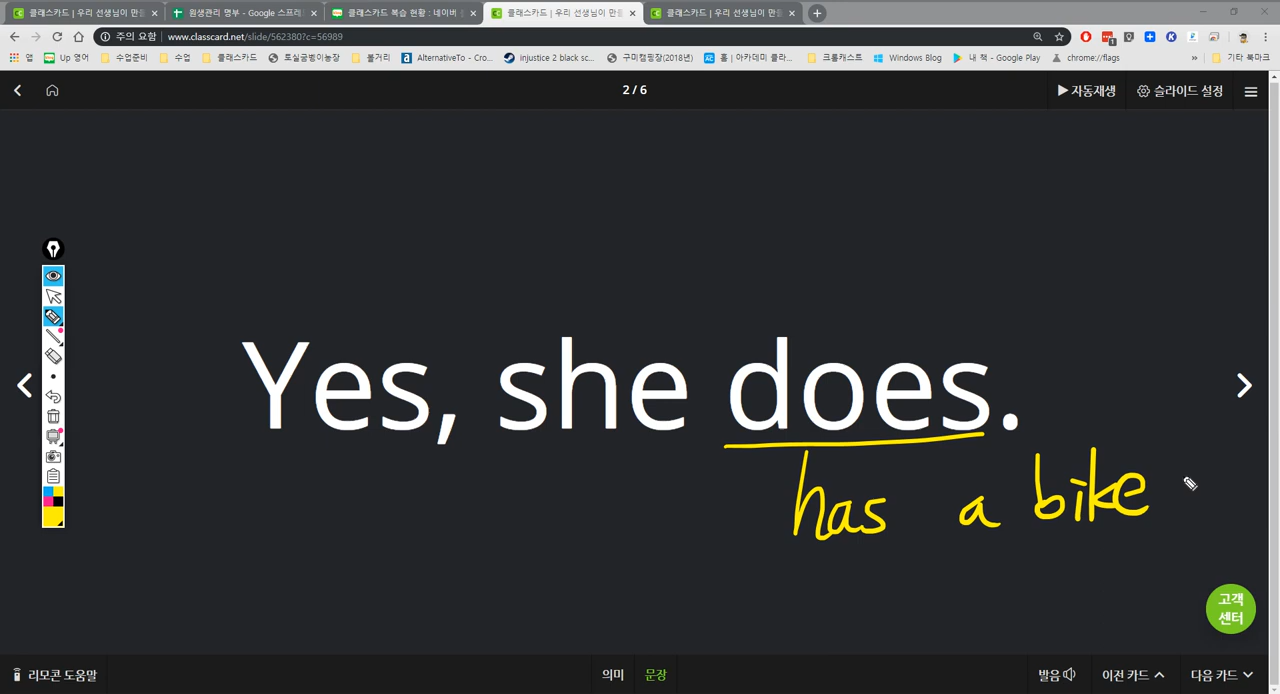 클래스카드 | 우리 선생님이 만든
원생관리 명부 - Google 스프레드
클래스카드 복습 현황 : 네이버
클래스카드 | 우리 선생님이 만든
클래스카드 | 우리 선생님이 만든
주의 요함 | www.classcard.net/slide/562380?c=56989
앱 Up 영어 수업준비 수업 클래스카드 토실공병이농장 볼거리 AlternativeTo - Cro... Injustice 2 black sc... 구미캠핑장(2018년) 홈 | 아카데미 클라... 크롬캐스트 Windows Blog 내 책 - Google Play chrome://flags » 기타 북마크
2 / 6 자동재생 슬라이드 설정
Yes, she does.
has a bike
고객
센터
리모콘 도움말 의미 문장 발음 이전 카드 다음 카드